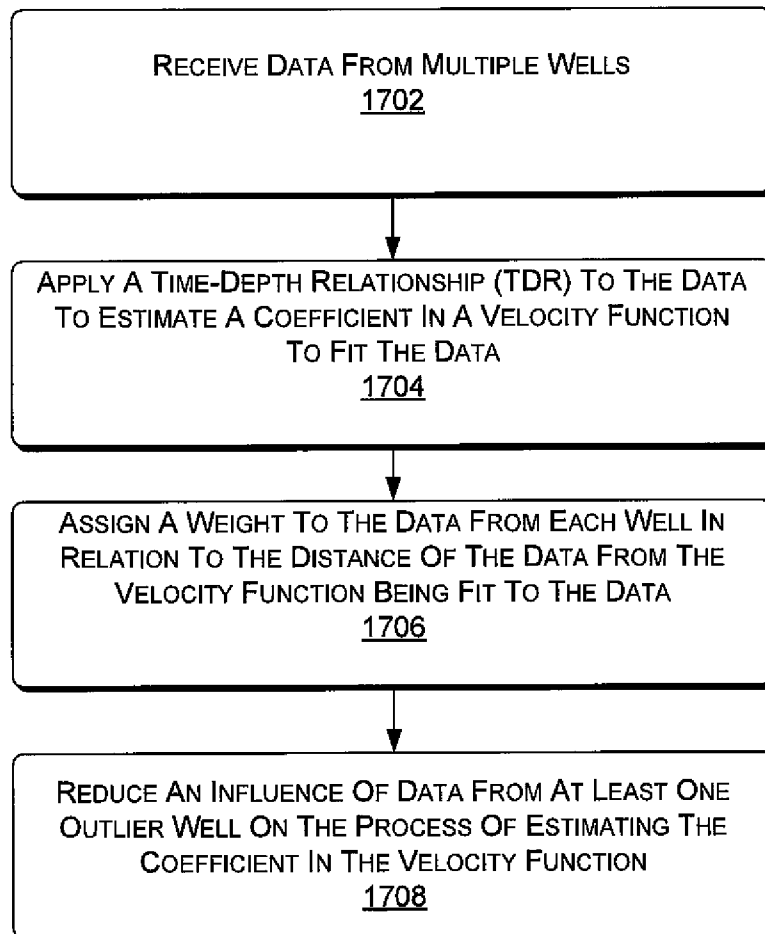 RECEIVE DATA FROM MULTIPLE WELLS
1702
APPLY A TIME-DEPTH RELATIONSHIP (TDR) TO THE DATA
TO ESTIMATE A COEFFICIENT IN A VELOCITY FUNCTION
TO FIT THE DATA
1704
ASSIGN A WEIGHT TO THE DATA FROM EACH WELL IN
RELATION TO THE DISTANCE OF THE DATA FROM THE
VELOCITY FUNCTION BEING FIT TO THE DATA
1706
REDUCE AN INFLUENCE OF DATA FROM AT LEAST ONE
OUTLIER WELL ON THE PROCESS OF ESTIMATING THE
COEFFICIENT IN THE VELOCITY FUNCTION
1708